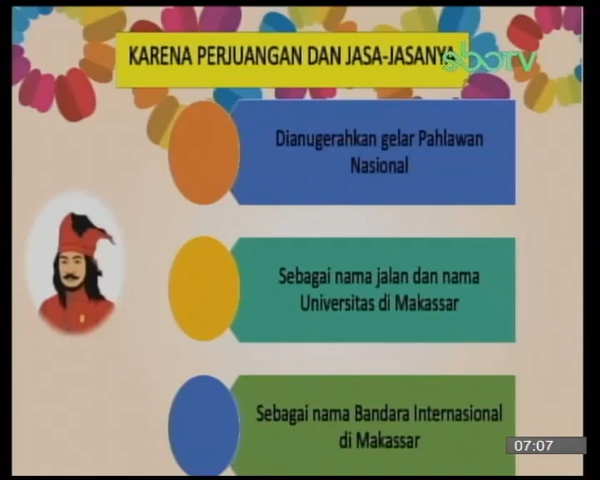 KARENA PERJUANGAN DAN JASA-JASANYA
sbotv
Dianugerahkan gelar Pahlawan
Nasional
Sebagai nama jalan dan nama
Universitas di Makassar
Sebagai nama Bandara Internasional
di Makassar
07:07